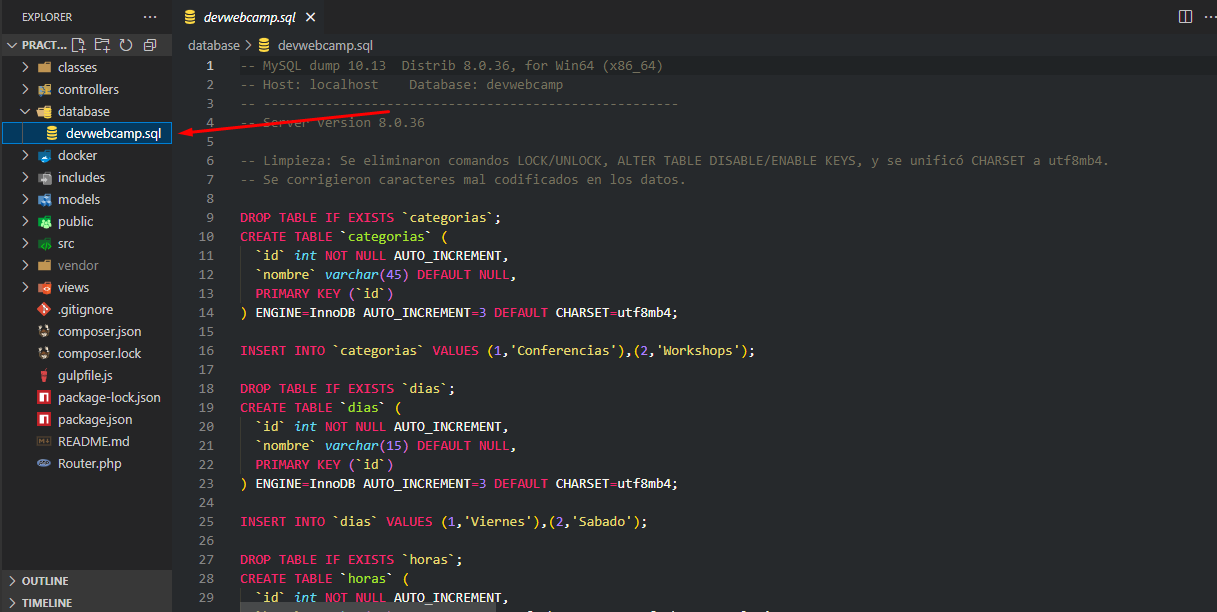 EXPLORER
PRACT...
classes
controllers
database
devwebcamp.sql
docker
includes
models
public
src
vendor
views
.gitignore
composer.json
composer.lock
gulpfile.js
package-lock.json
package.json
README.md
Router.php
OUTLINE
TIMELINE
devwebcamp.sql
database > devwebcamp.sql
1 -- MySQL dump 10.13  Distrib 8.0.36, for Win64 (x86_64)
2 -- Host: localhost    Database: devwebcamp
3 -- ------------------------------------------------------
4 -- Server version 8.0.36
5
6 -- Limpieza: Se eliminaron comandos LOCK/UNLOCK, ALTER TABLE DISABLE/ENABLE KEYS, y se unificó CHARSET a utf8mb4.
7 -- Se corrigieron caracteres mal codificados en los datos.
8
9 DROP TABLE IF EXISTS `categorias`;
10 CREATE TABLE `categorias` (
11   `id` int NOT NULL AUTO_INCREMENT,
12   `nombre` varchar(45) DEFAULT NULL,
13   PRIMARY KEY (`id`)
14 ) ENGINE=InnoDB AUTO_INCREMENT=3 DEFAULT CHARSET=utf8mb4;
15
16 INSERT INTO `categorias` VALUES (1,'Conferencias'),(2,'Workshops');
17
18 DROP TABLE IF EXISTS `dias`;
19 CREATE TABLE `dias` (
20   `id` int NOT NULL AUTO_INCREMENT,
21   `nombre` varchar(15) DEFAULT NULL,
22   PRIMARY KEY (`id`)
23 ) ENGINE=InnoDB AUTO_INCREMENT=3 DEFAULT CHARSET=utf8mb4;
24
25 INSERT INTO `dias` VALUES (1,'Viernes'),(2,'Sabado');
26
27 DROP TABLE IF EXISTS `horas`;
28 CREATE TABLE `horas` (
29   `id` int NOT NULL AUTO_INCREMENT,